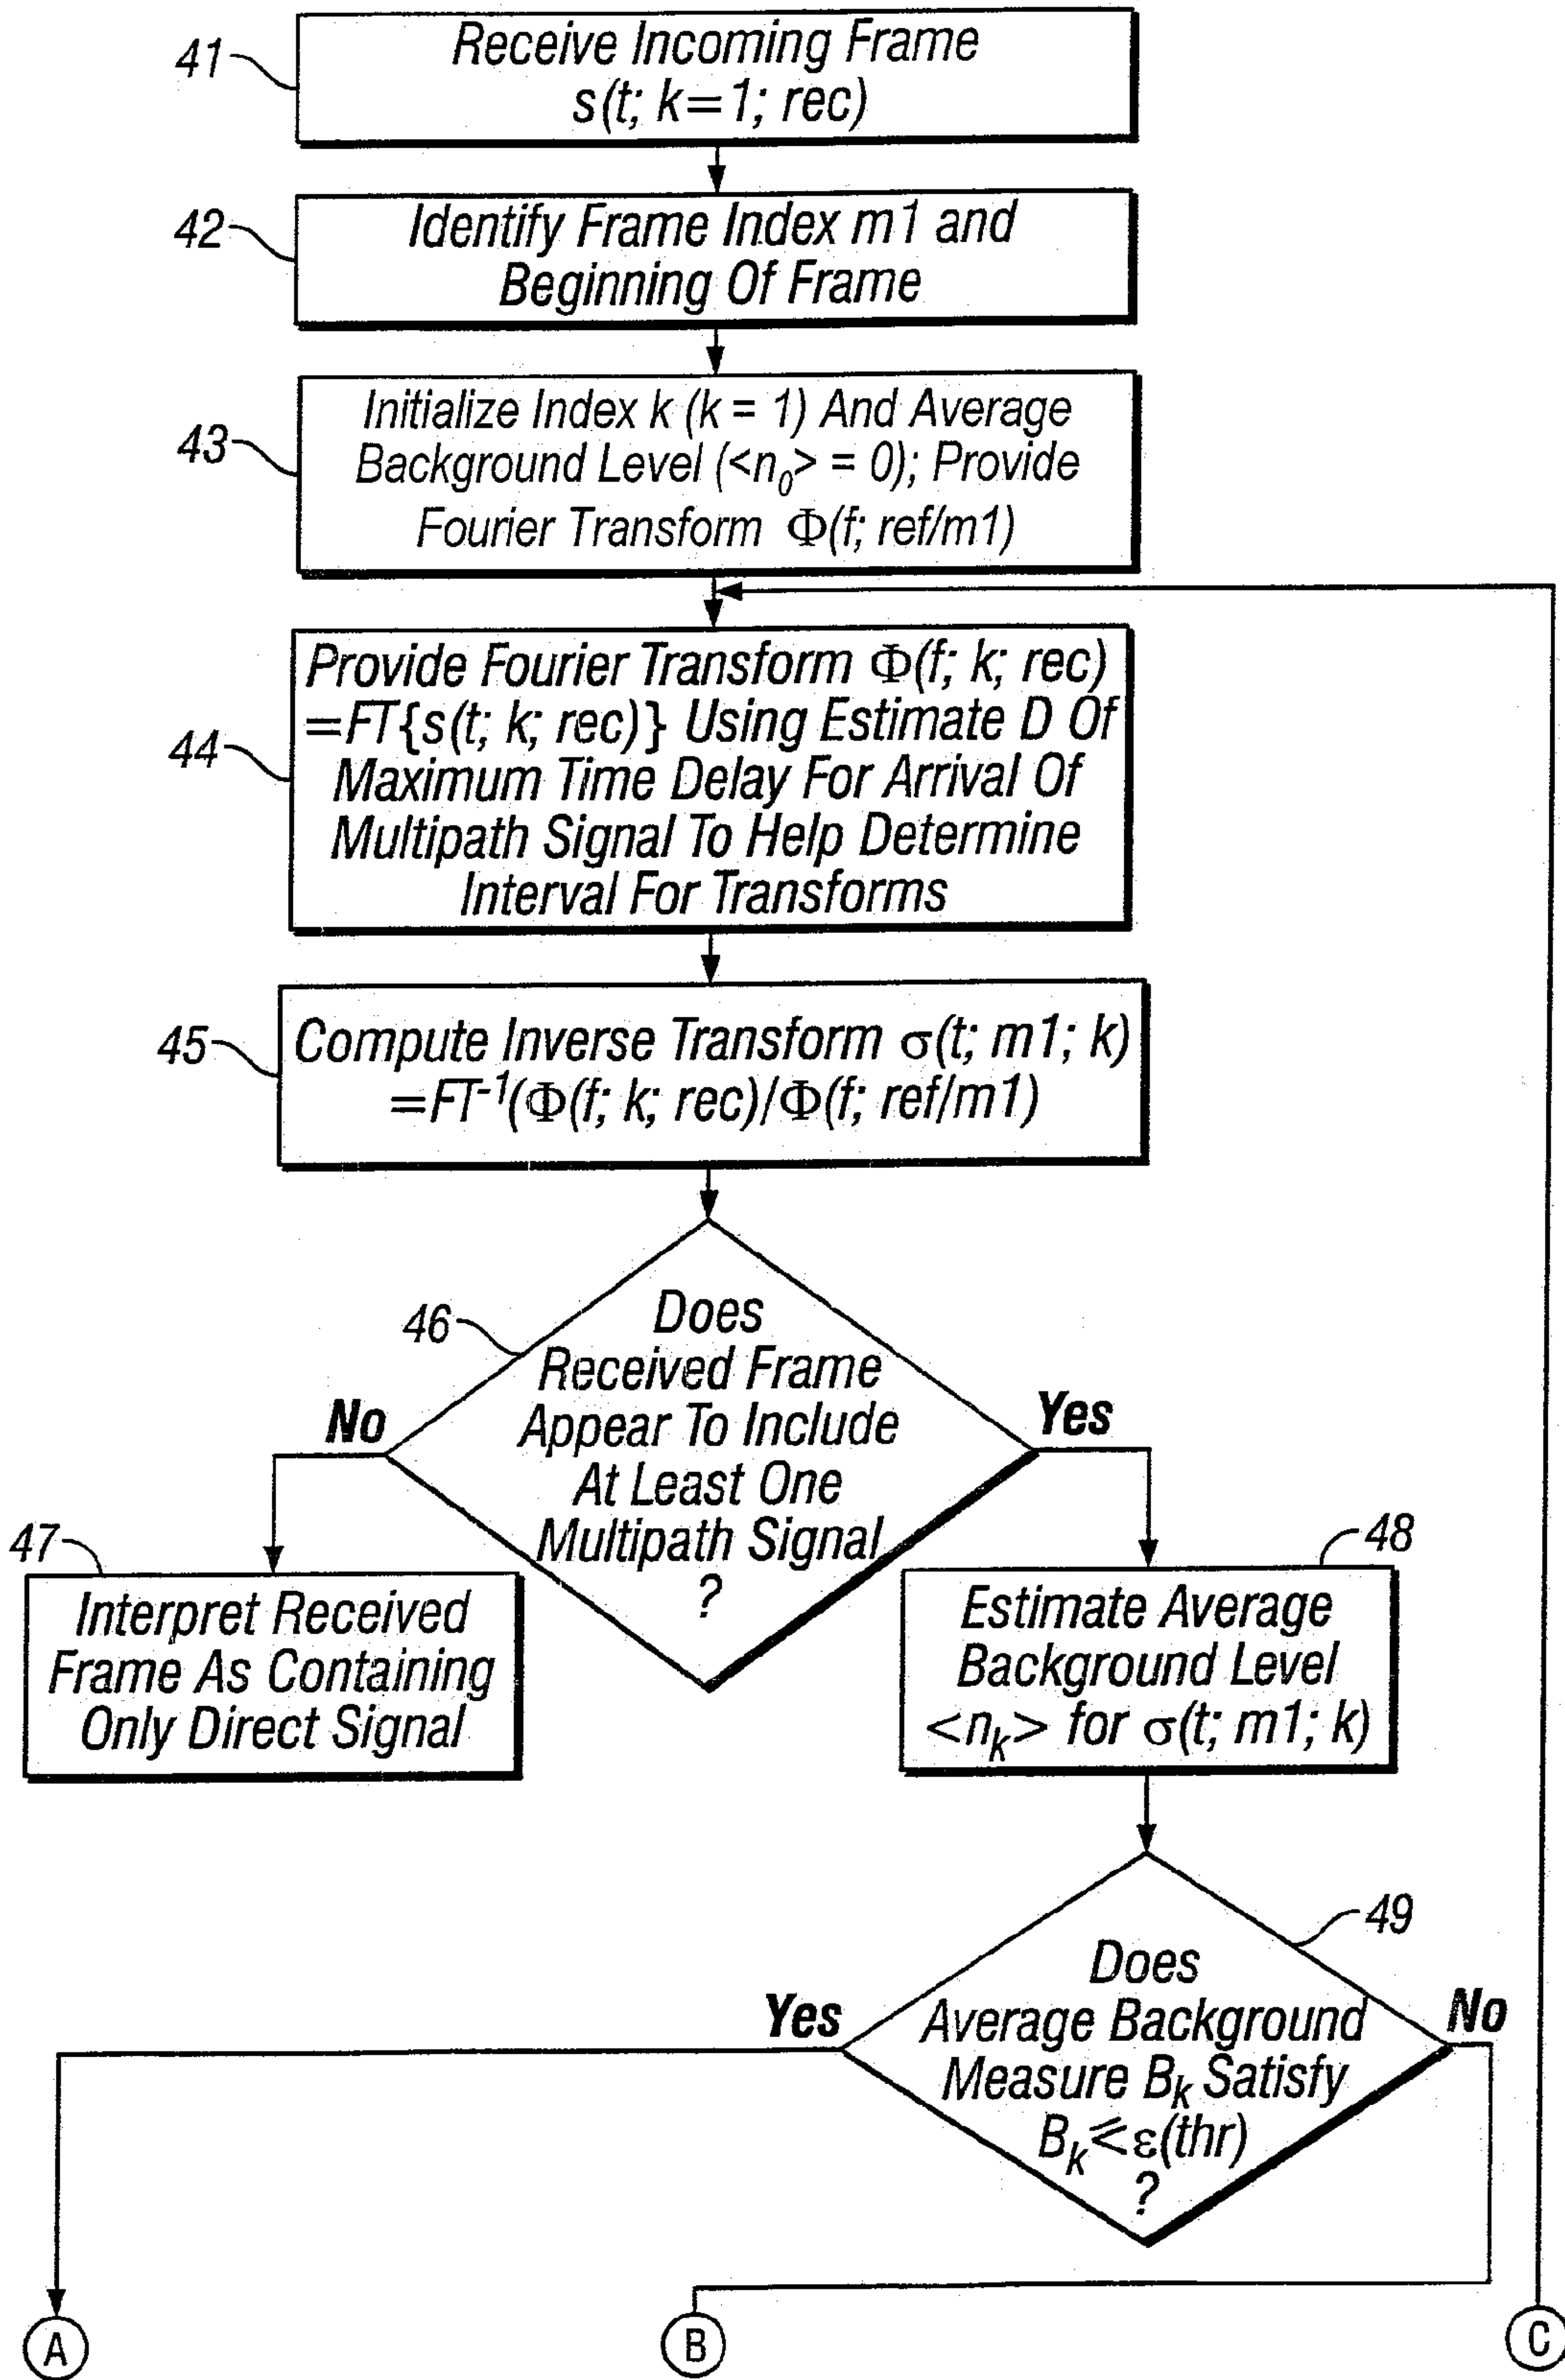 41
Receive Incoming Frame
s(t; k=1; rec)
42
Identify Frame Index m1 and
Beginning Of Frame
43
Initialize Index k (k = 1) And Average
Background Level (<n₀> = 0); Provide
Fourier Transform Φ(f; ref/m1)
44
Provide Fourier Transform Φ(f; k; rec)
=FT{s(t; k; rec)} Using Estimate D Of
Maximum Time Delay For Arrival Of
Multipath Signal To Help Determine
Interval For Transforms
45
Compute Inverse Transform σ(t; m1; k)
=FT⁻¹(Φ(f; k; rec)/Φ(f; ref/m1)
46
Does
Received Frame
Appear To Include
At Least One
Multipath Signal
?
No
Yes
47
Interpret Received
Frame As Containing
Only Direct Signal
48
Estimate Average
Background Level
<nₖ> for σ(t; m1; k)
49
Does
Average Background
Measure Bₖ Satisfy
Bₖ⩽ε(thr)
?
Yes
No
A
B
C